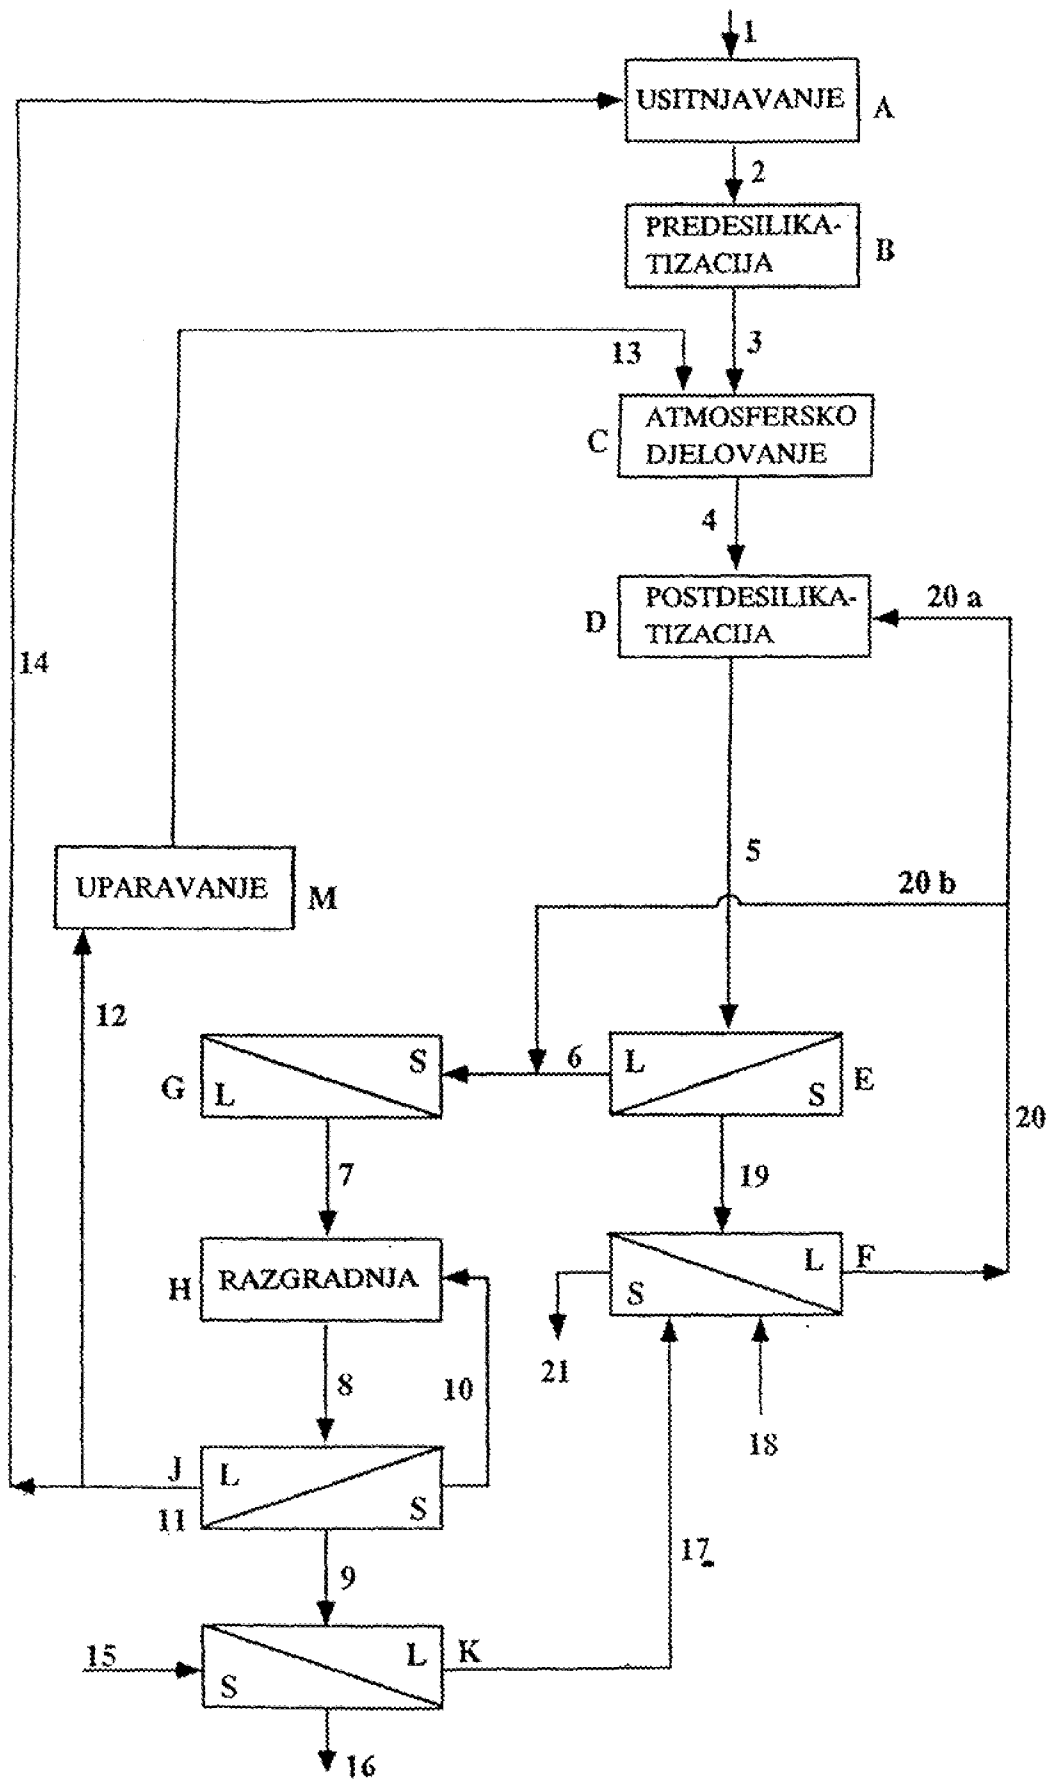 1
USITNJAVANJE
A
2
PREDESILIKA-
TIZACIJA
B
13
3
ATMOSFERSKO
DJELOVANJE
C
4
POSTDESILIKA-
TIZACIJA
D
20 a
14
5
20 b
UPARAVANJE
M
12
S
L
G
6
L
S
E
20
7
19
RAZGRADNJA
H
L
S
F
21
18
8
10
J
L
S
11
17
9
15
L
S
K
16